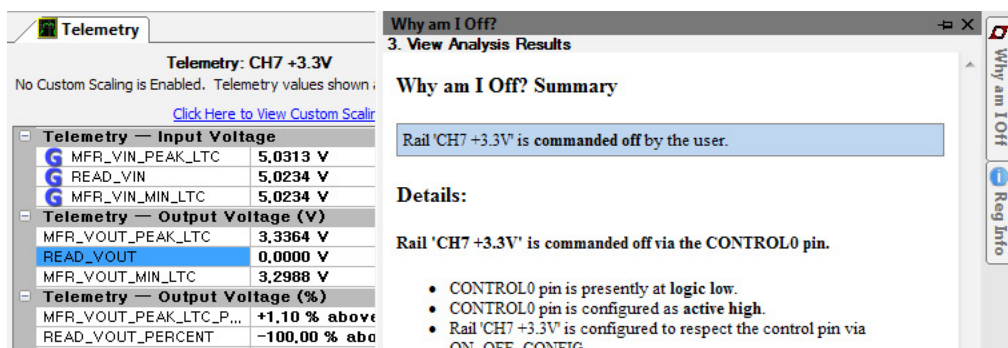 Telemetry
Telemetry: CH7 +3.3V
No Custom Scaling is Enabled. Telemetry values shown
Click Here to View Custom Scalin
Telemetry — Input Voltage
G MFR_VIN_PEAK_LTC 5.0313 V
G READ_VIN 5.0234 V
G MFR_VIN_MIN_LTC 5.0234 V
Telemetry — Output Voltage (V)
MFR_VOUT_PEAK_LTC 3.3364 V
READ_VOUT 0.0000 V
MFR_VOUT_MIN_LTC 3.2988 V
Telemetry — Output Voltage (%)
MFR_VOUT_PEAK_LTC_P... +1.10 % above
READ_VOUT_PERCENT -100.00 % abo
Why am I Off?
3. View Analysis Results
Why am I Off? Summary
Rail 'CH7 +3.3V' is commanded off by the user.
Details:
Rail 'CH7 +3.3V' is commanded off via the CONTROL0 pin.
• CONTROL0 pin is presently at logic low.
• CONTROL0 pin is configured as active high.
• Rail 'CH7 +3.3V' is configured to respect the control pin via
ON_OFF_CONFIG
Why am I Off
Reg Info